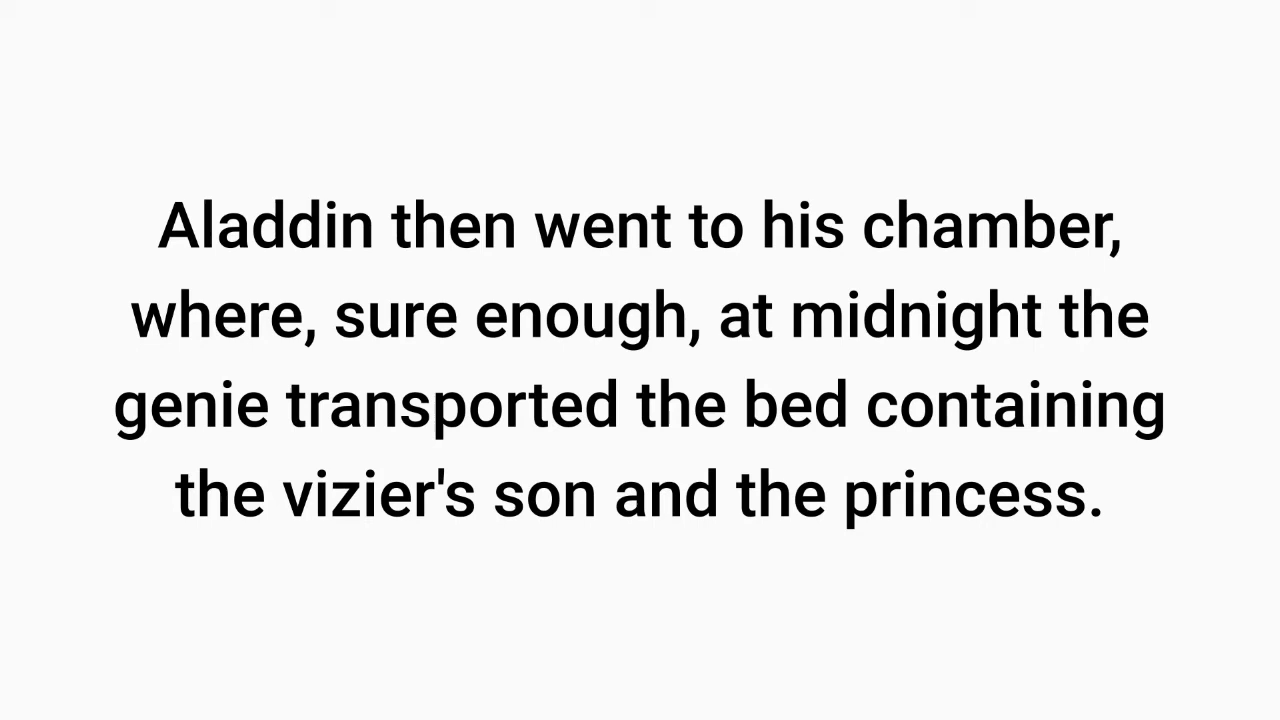 Aladdin then went to his chamber,
where, sure enough, at midnight the
genie transported the bed containing
the vizier's son and the princess.